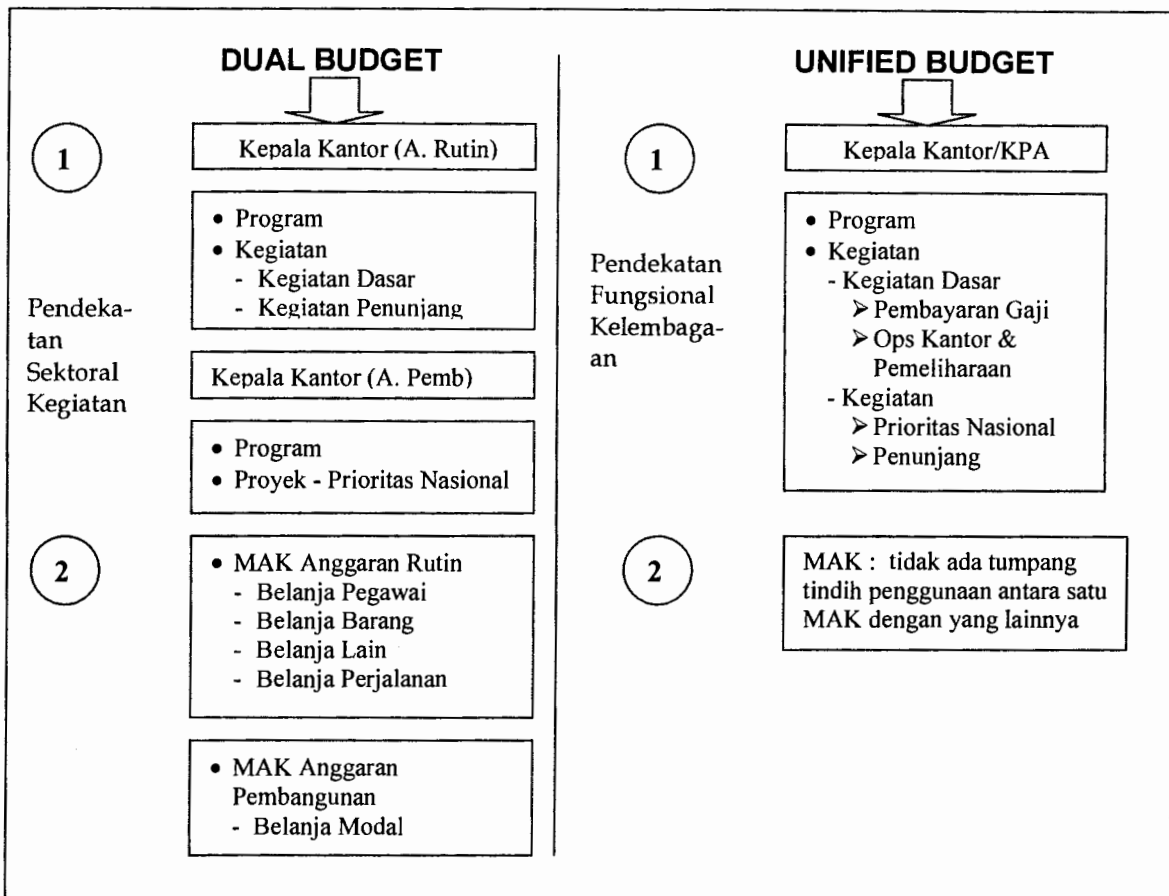 DUAL BUDGET
1
Kepala Kantor (A. Rutin)
• Program
• Kegiatan
- Kegiatan Dasar
- Kegiatan Penunjang
Pendeka-
tan
Sektoral
Kegiatan
Kepala Kantor (A. Pemb)
• Program
• Proyek - Prioritas Nasional
2
• MAK Anggaran Rutin
- Belanja Pegawai
- Belanja Barang
- Belanja Lain
- Belanja Perjalanan
• MAK Anggaran
Pembangunan
- Belanja Modal
UNIFIED BUDGET
1
Kepala Kantor/KPA
Pendekatan
Fungsional
Kelembaga-
an
• Program
• Kegiatan
- Kegiatan Dasar
➢ Pembayaran Gaji
➢ Ops Kantor &
Pemeliharaan
- Kegiatan
➢ Prioritas Nasional
➢ Penunjang
2
MAK : tidak ada tumpang
tindih penggunaan antara satu
MAK dengan yang lainnya